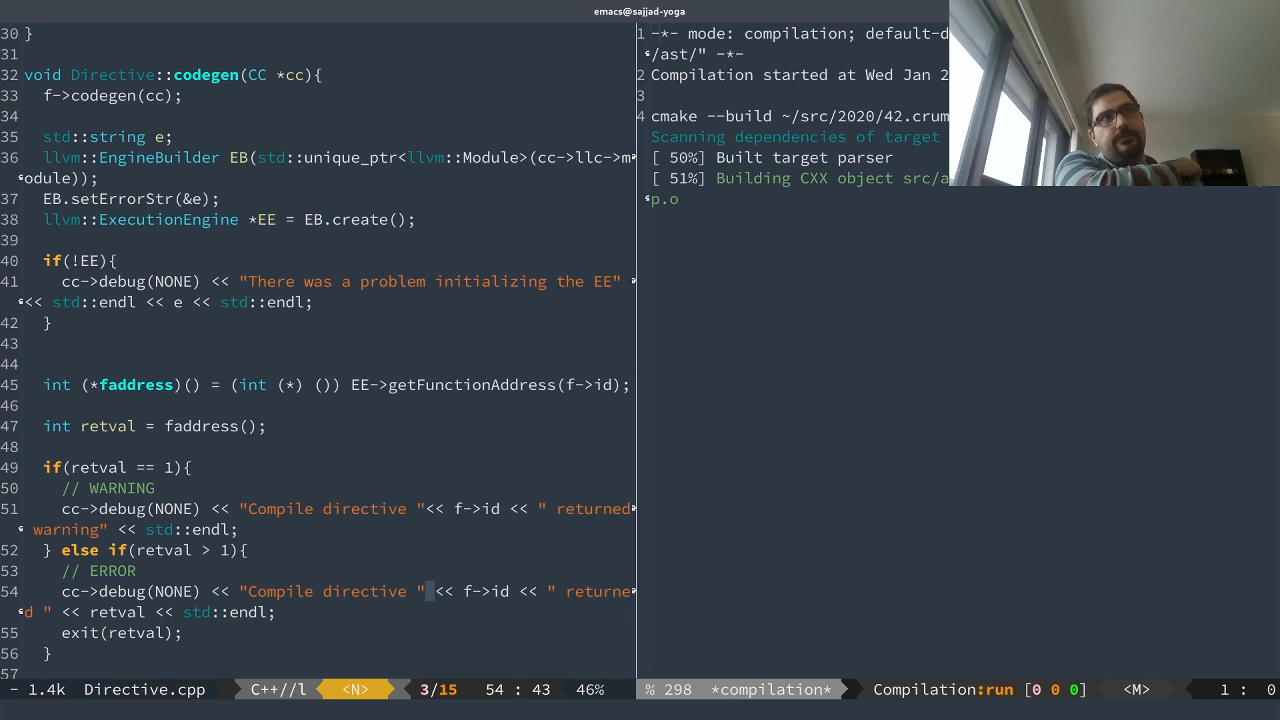 emacs@sajjad-yoga
30 }
31
32 void Directive::codegen(CC *cc){
33 f->codegen(cc);
34
35 std::string e;
36 llvm::EngineBuilder EB(std::unique_ptr<llvm::Module>(cc->llc->m
odule));
37 EB.setErrorStr(&e);
38 llvm::ExecutionEngine *EE = EB.create();
39
40 if(!EE){
41 cc->debug(NONE) << "There was a problem initializing the EE"
<< std::endl << e << std::endl;
42 }
43
44
45 int (*faddress)() = (int (*) ()) EE->getFunctionAddress(f->id);
46
47 int retval = faddress();
48
49 if(retval == 1){
50 // WARNING
51 cc->debug(NONE) << "Compile directive "<< f->id << " returned
warning" << std::endl;
52 } else if(retval > 1){
53 // ERROR
54 cc->debug(NONE) << "Compile directive " << f->id << " returne
d " << retval << std::endl;
55 exit(retval);
56 }
57
- 1.4k Directive.cpp C++//l <N> 3/15 54 : 43 46%
1 -*- mode: compilation; default-d
/ast/" -*-
2 Compilation started at Wed Jan 2
3
4 cmake --build ~/src/2020/42.crum
Scanning dependencies of target
[ 50%] Built target parser
[ 51%] Building CXX object src/a
p.o
% 298 *compilation* Compilation:run [0 0 0] <M> 1 : 0